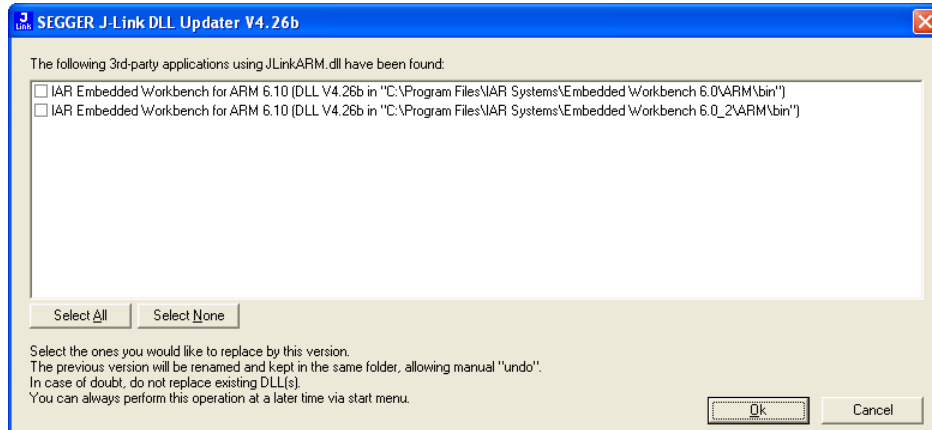 J Link SEGGER J-Link DLL Updater V4.26b
The following 3rd-party applications using JLinkARM.dll have been found:
IAR Embedded Workbench for ARM 6.10 (DLL V4.26b in "C:\Program Files\IAR Systems\Embedded Workbench 6.0\ARM\bin")
IAR Embedded Workbench for ARM 6.10 (DLL V4.26b in "C:\Program Files\IAR Systems\Embedded Workbench 6.0_2\ARM\bin")
Select All Select None
Select the ones you would like to replace by this version.
The previous version will be renamed and kept in the same folder, allowing manual "undo".
In case of doubt, do not replace existing DLL(s).
You can always perform this operation at a later time via start menu.
Ok Cancel